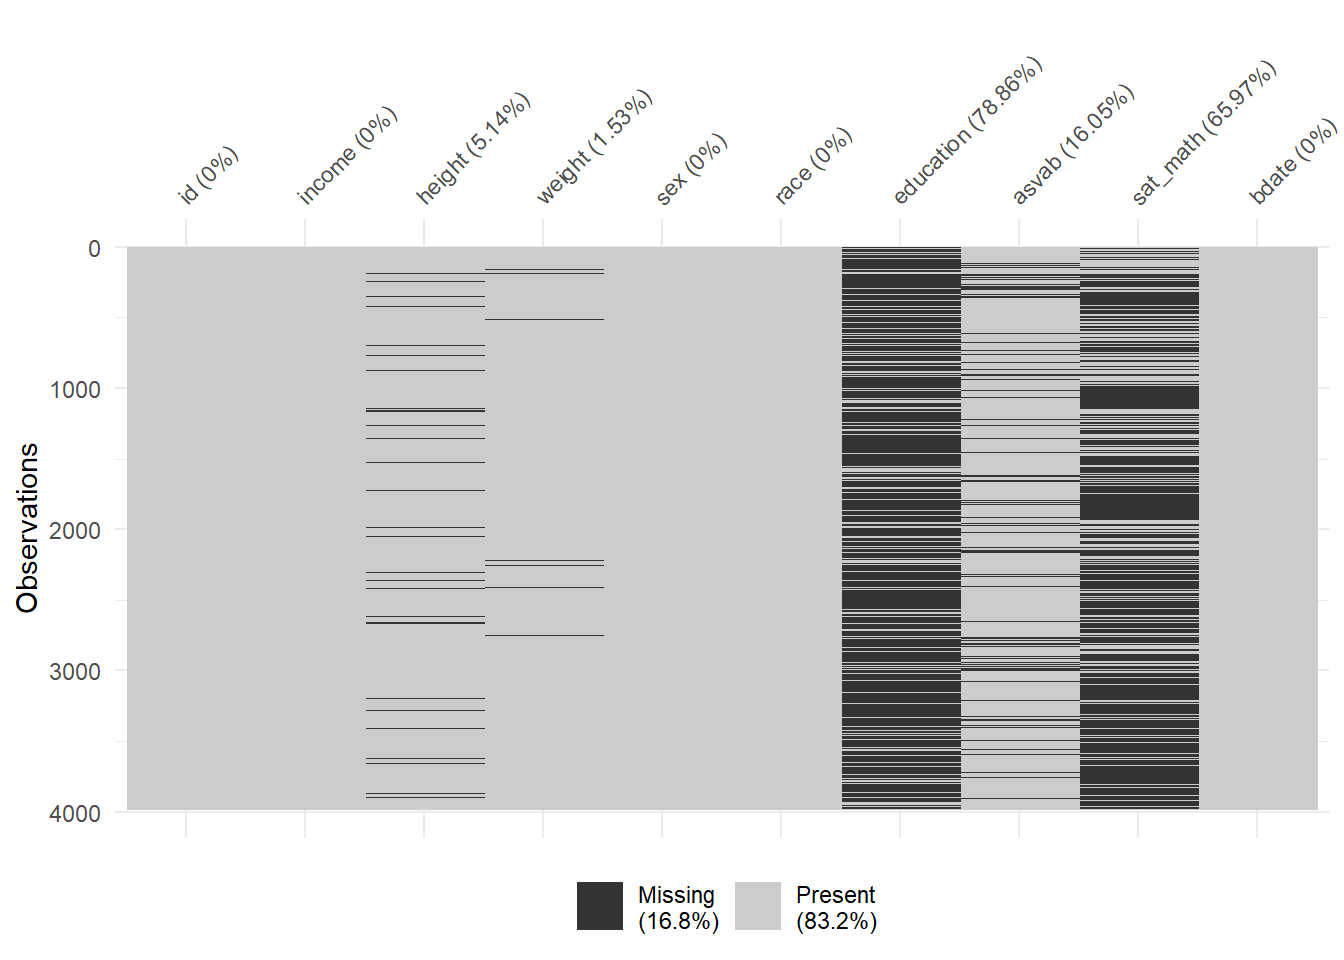 id (0%)
income (0%)
height (5.14%)
weight (1.53%)
sex (0%)
race (0%)
education (78.86%)
asvab (16.05%)
sat_math (65.97%)
bdate (0%)
Observations
0
1000
2000
3000
4000
Missing
(16.8%)
Present
(83.2%)